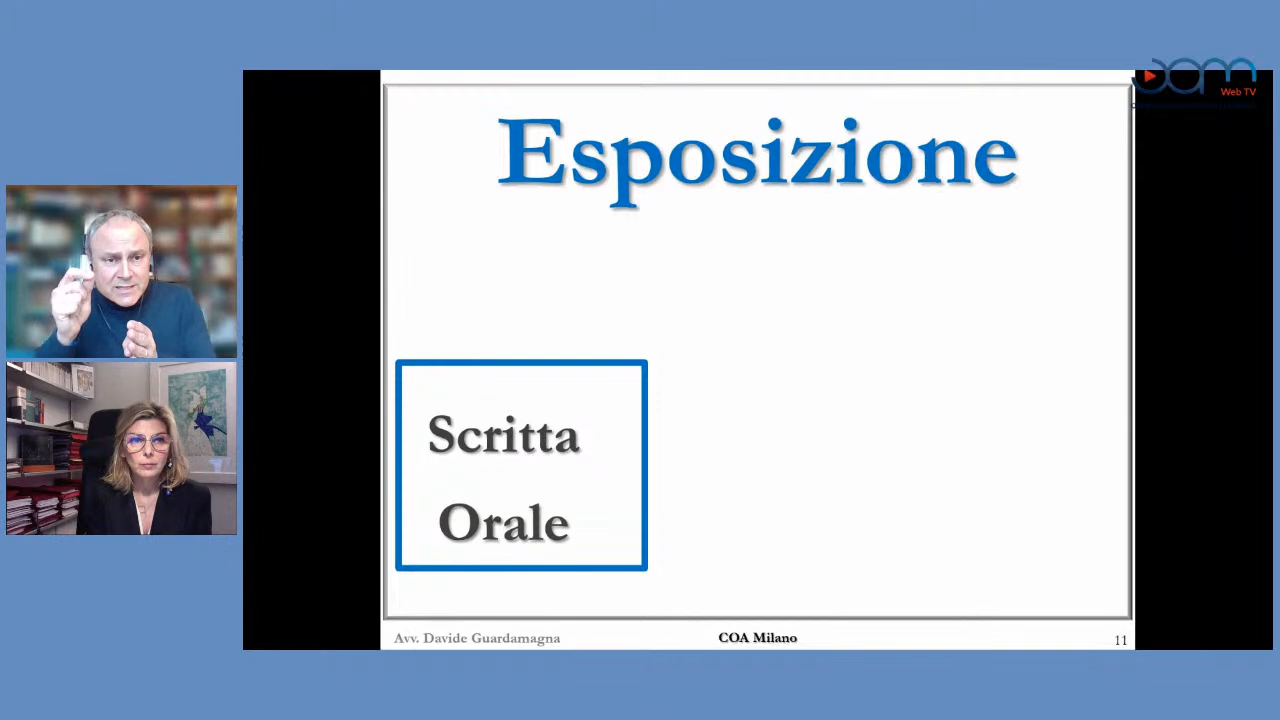 Web TV
Esposizione
Scritta
Orale
Avv. Davide Guardamagna
COA Milano
11